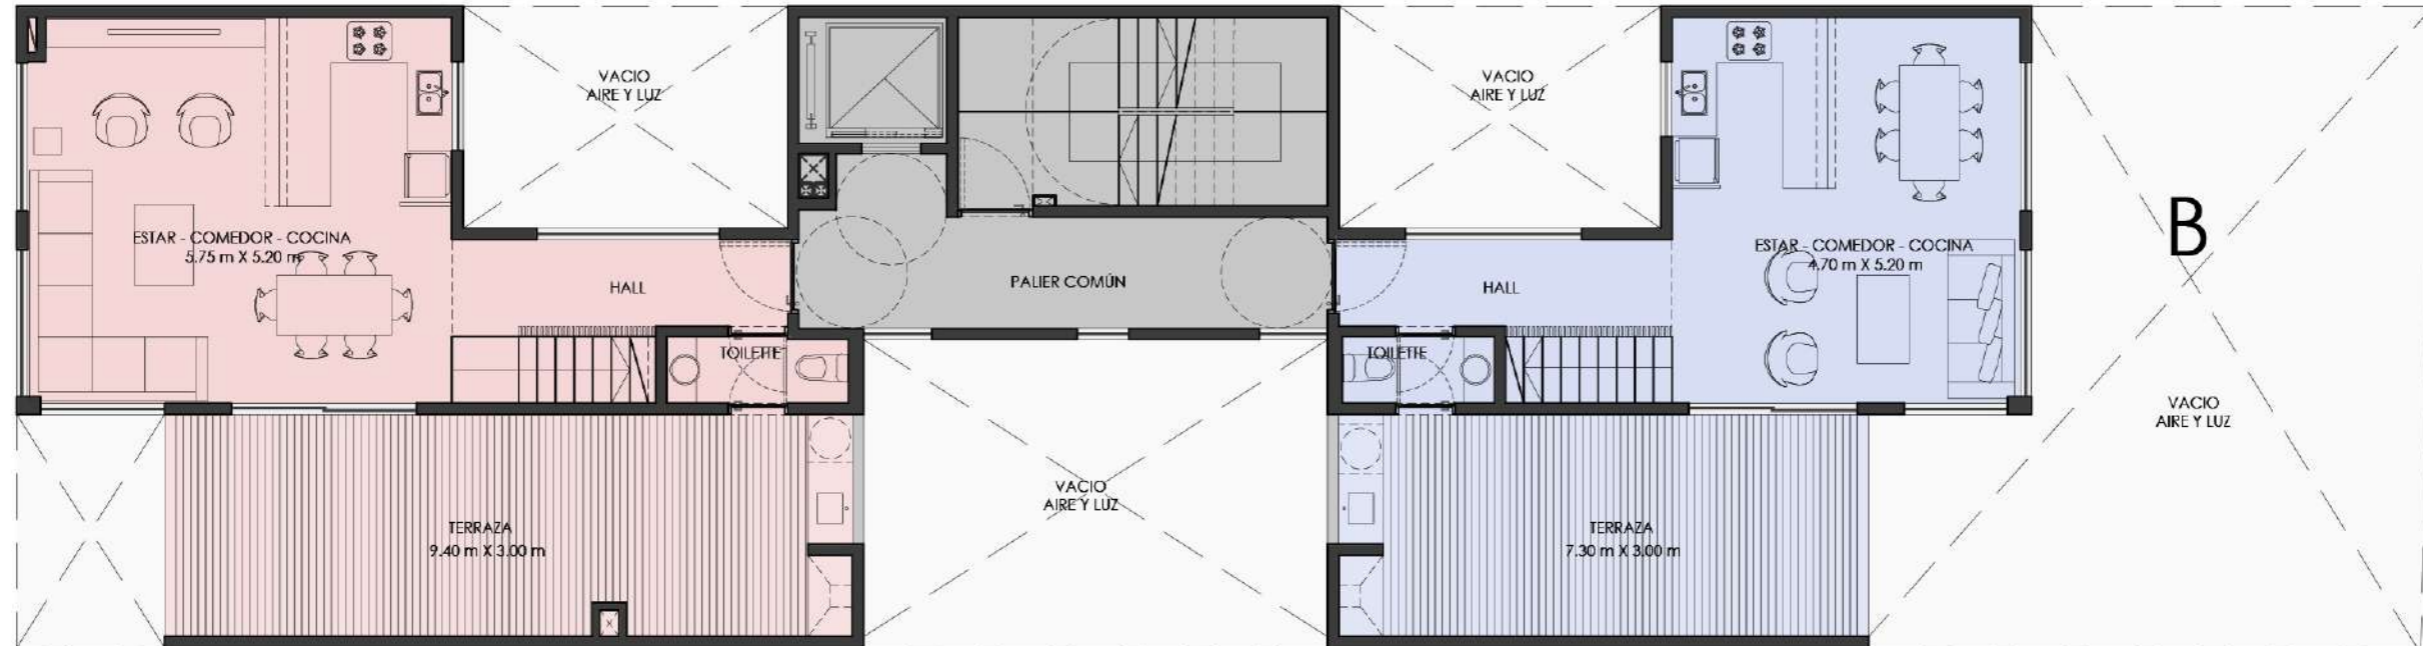 VACIO
AIRE Y LUZ
VACIO
AIRE Y LUZ
B
ESTAR - COMEDOR - COCINA
5.75 m X 5.20 m
HALL
PALIER COMÚN
HALL
ESTAR - COMEDOR - COCINA
4.70 m X 5.20 m
TOILETTE
TOILETTE
VACIO
AIRE Y LUZ
VACIO
AIRE Y LUZ
TERRAZA
9.40 m X 3.00 m
TERRAZA
7.30 m X 3.00 m